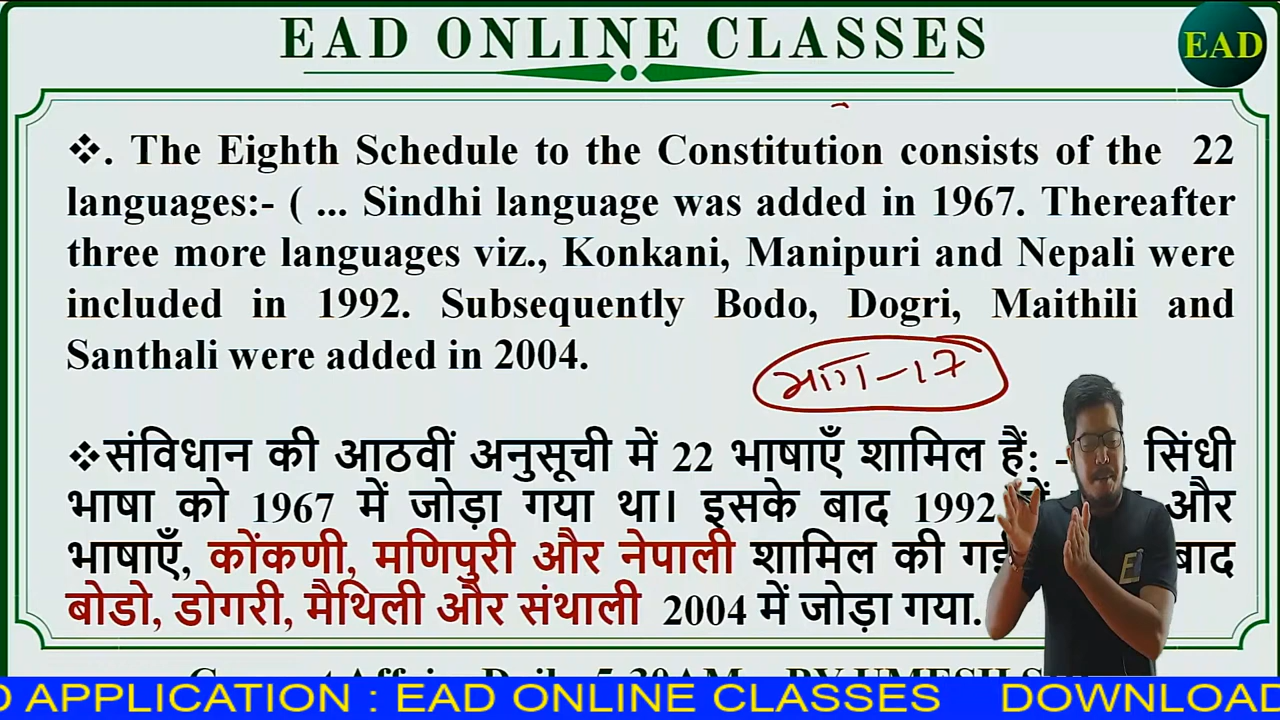 EAD ONLINE CLASSES
EAD
❖. The Eighth Schedule to the Constitution consists of the 22
languages:- ( ... Sindhi language was added in 1967. Thereafter
three more languages viz., Konkani, Manipuri and Nepali were
included in 1992. Subsequently Bodo, Dogri, Maithili and
Santhali were added in 2004.
भाग-17
❖संविधान की आठवीं अनुसूची में 22 भाषाएँ शामिल हैं: - सिंधी
भाषा को 1967 में जोड़ा गया था। इसके बाद 1992 और
भाषाएँ, कोंकणी, मणिपुरी और नेपाली शामिल की बाद
बोडो, डोगरी, मैथिली और संथाली 2004 में जोड़ा गया.
APPLICATION : EAD ONLINE CLASSES DOWNLOAD